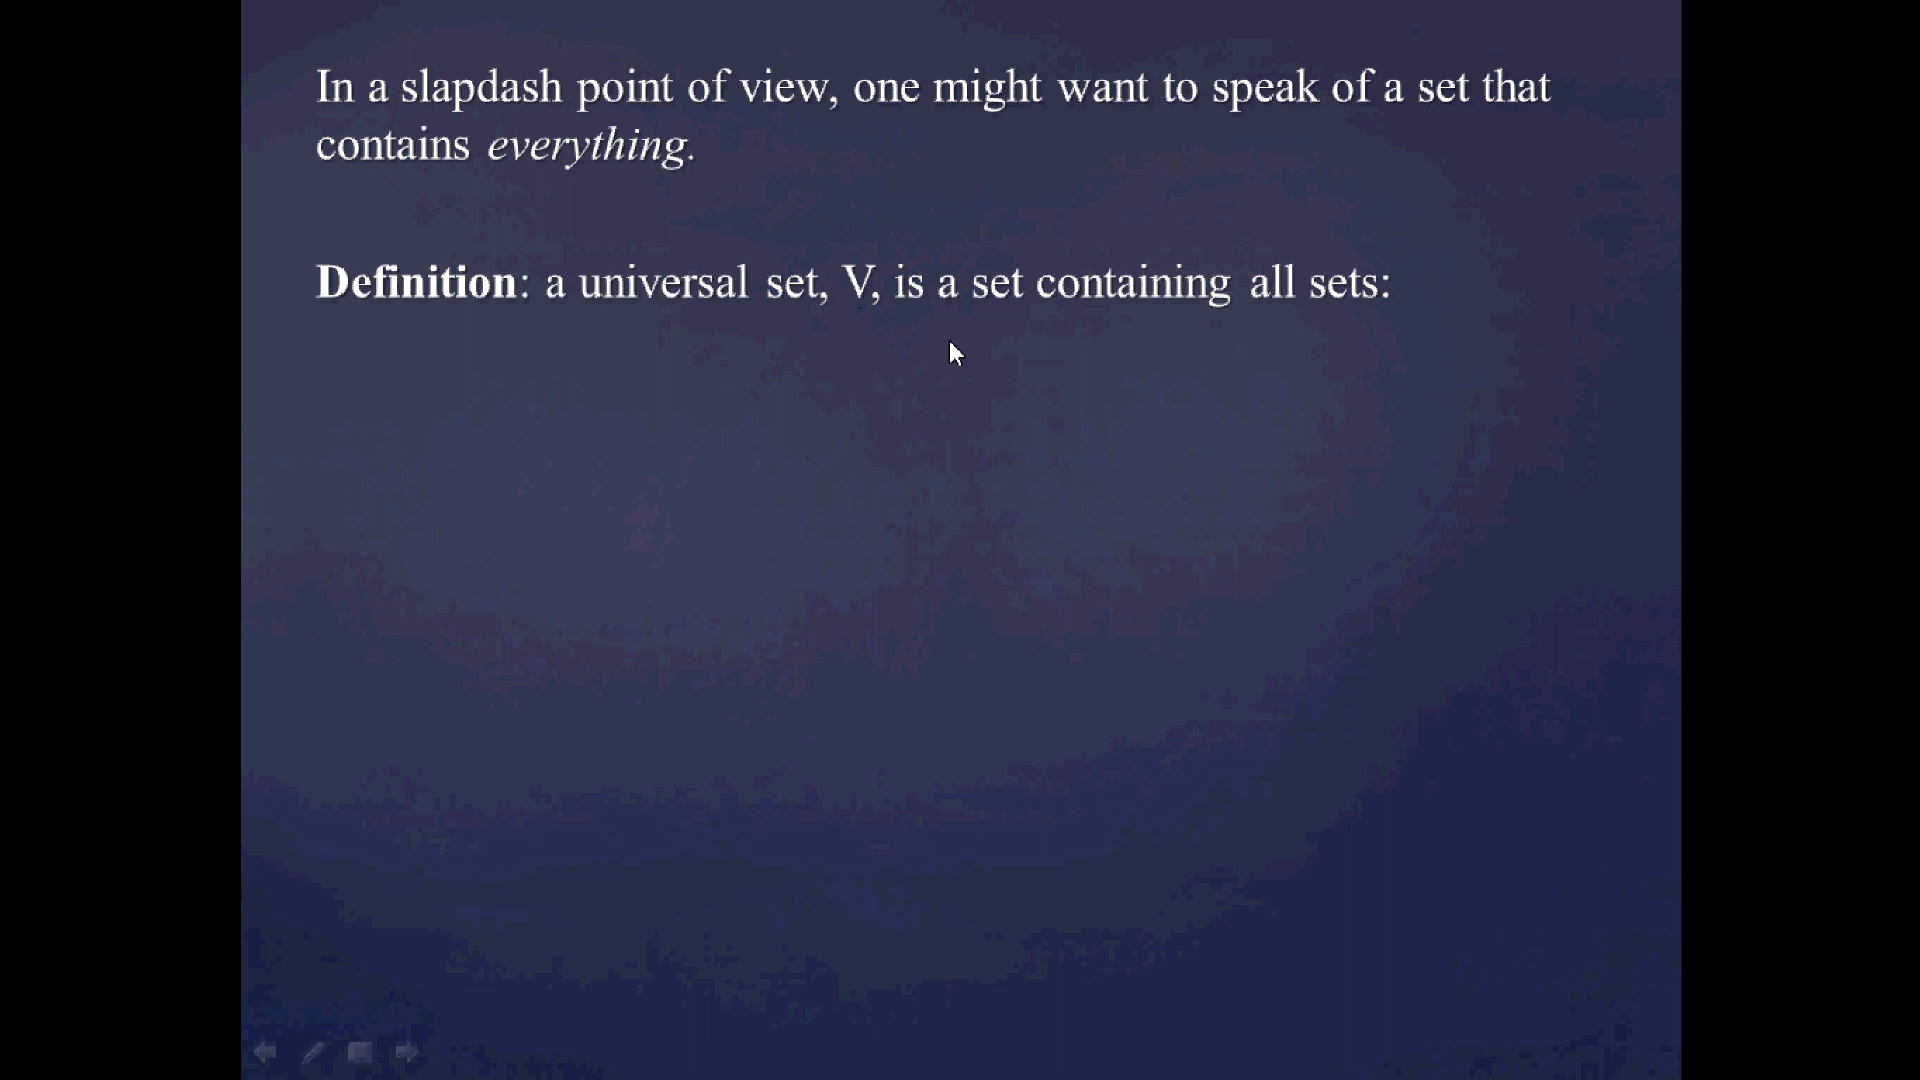 In a slapdash point of view, one might want to speak of a set that
contains everything.
Definition: a universal set, V, is a set containing all sets: